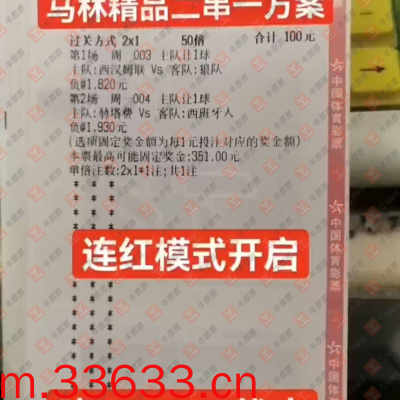 马林精品二串一方案
过关方式 2x1 50倍 合计 100元
第1场 周 003 主队让1球
主队:西汉姆联 Vs 客队:狼队
负@1.820元
第2场 周 004 主队让1球
主队:赫塔费 Vs 客队:西班牙人
负@1.930元
(选项固定奖金额为每1元投注对应的奖金额)
本票最高可能固定奖金:351.00元
单倍注数:2x1*1注;共1注
连红模式开启
m.33633.cn
中国体育彩票
中国体育彩票
中国体育彩票